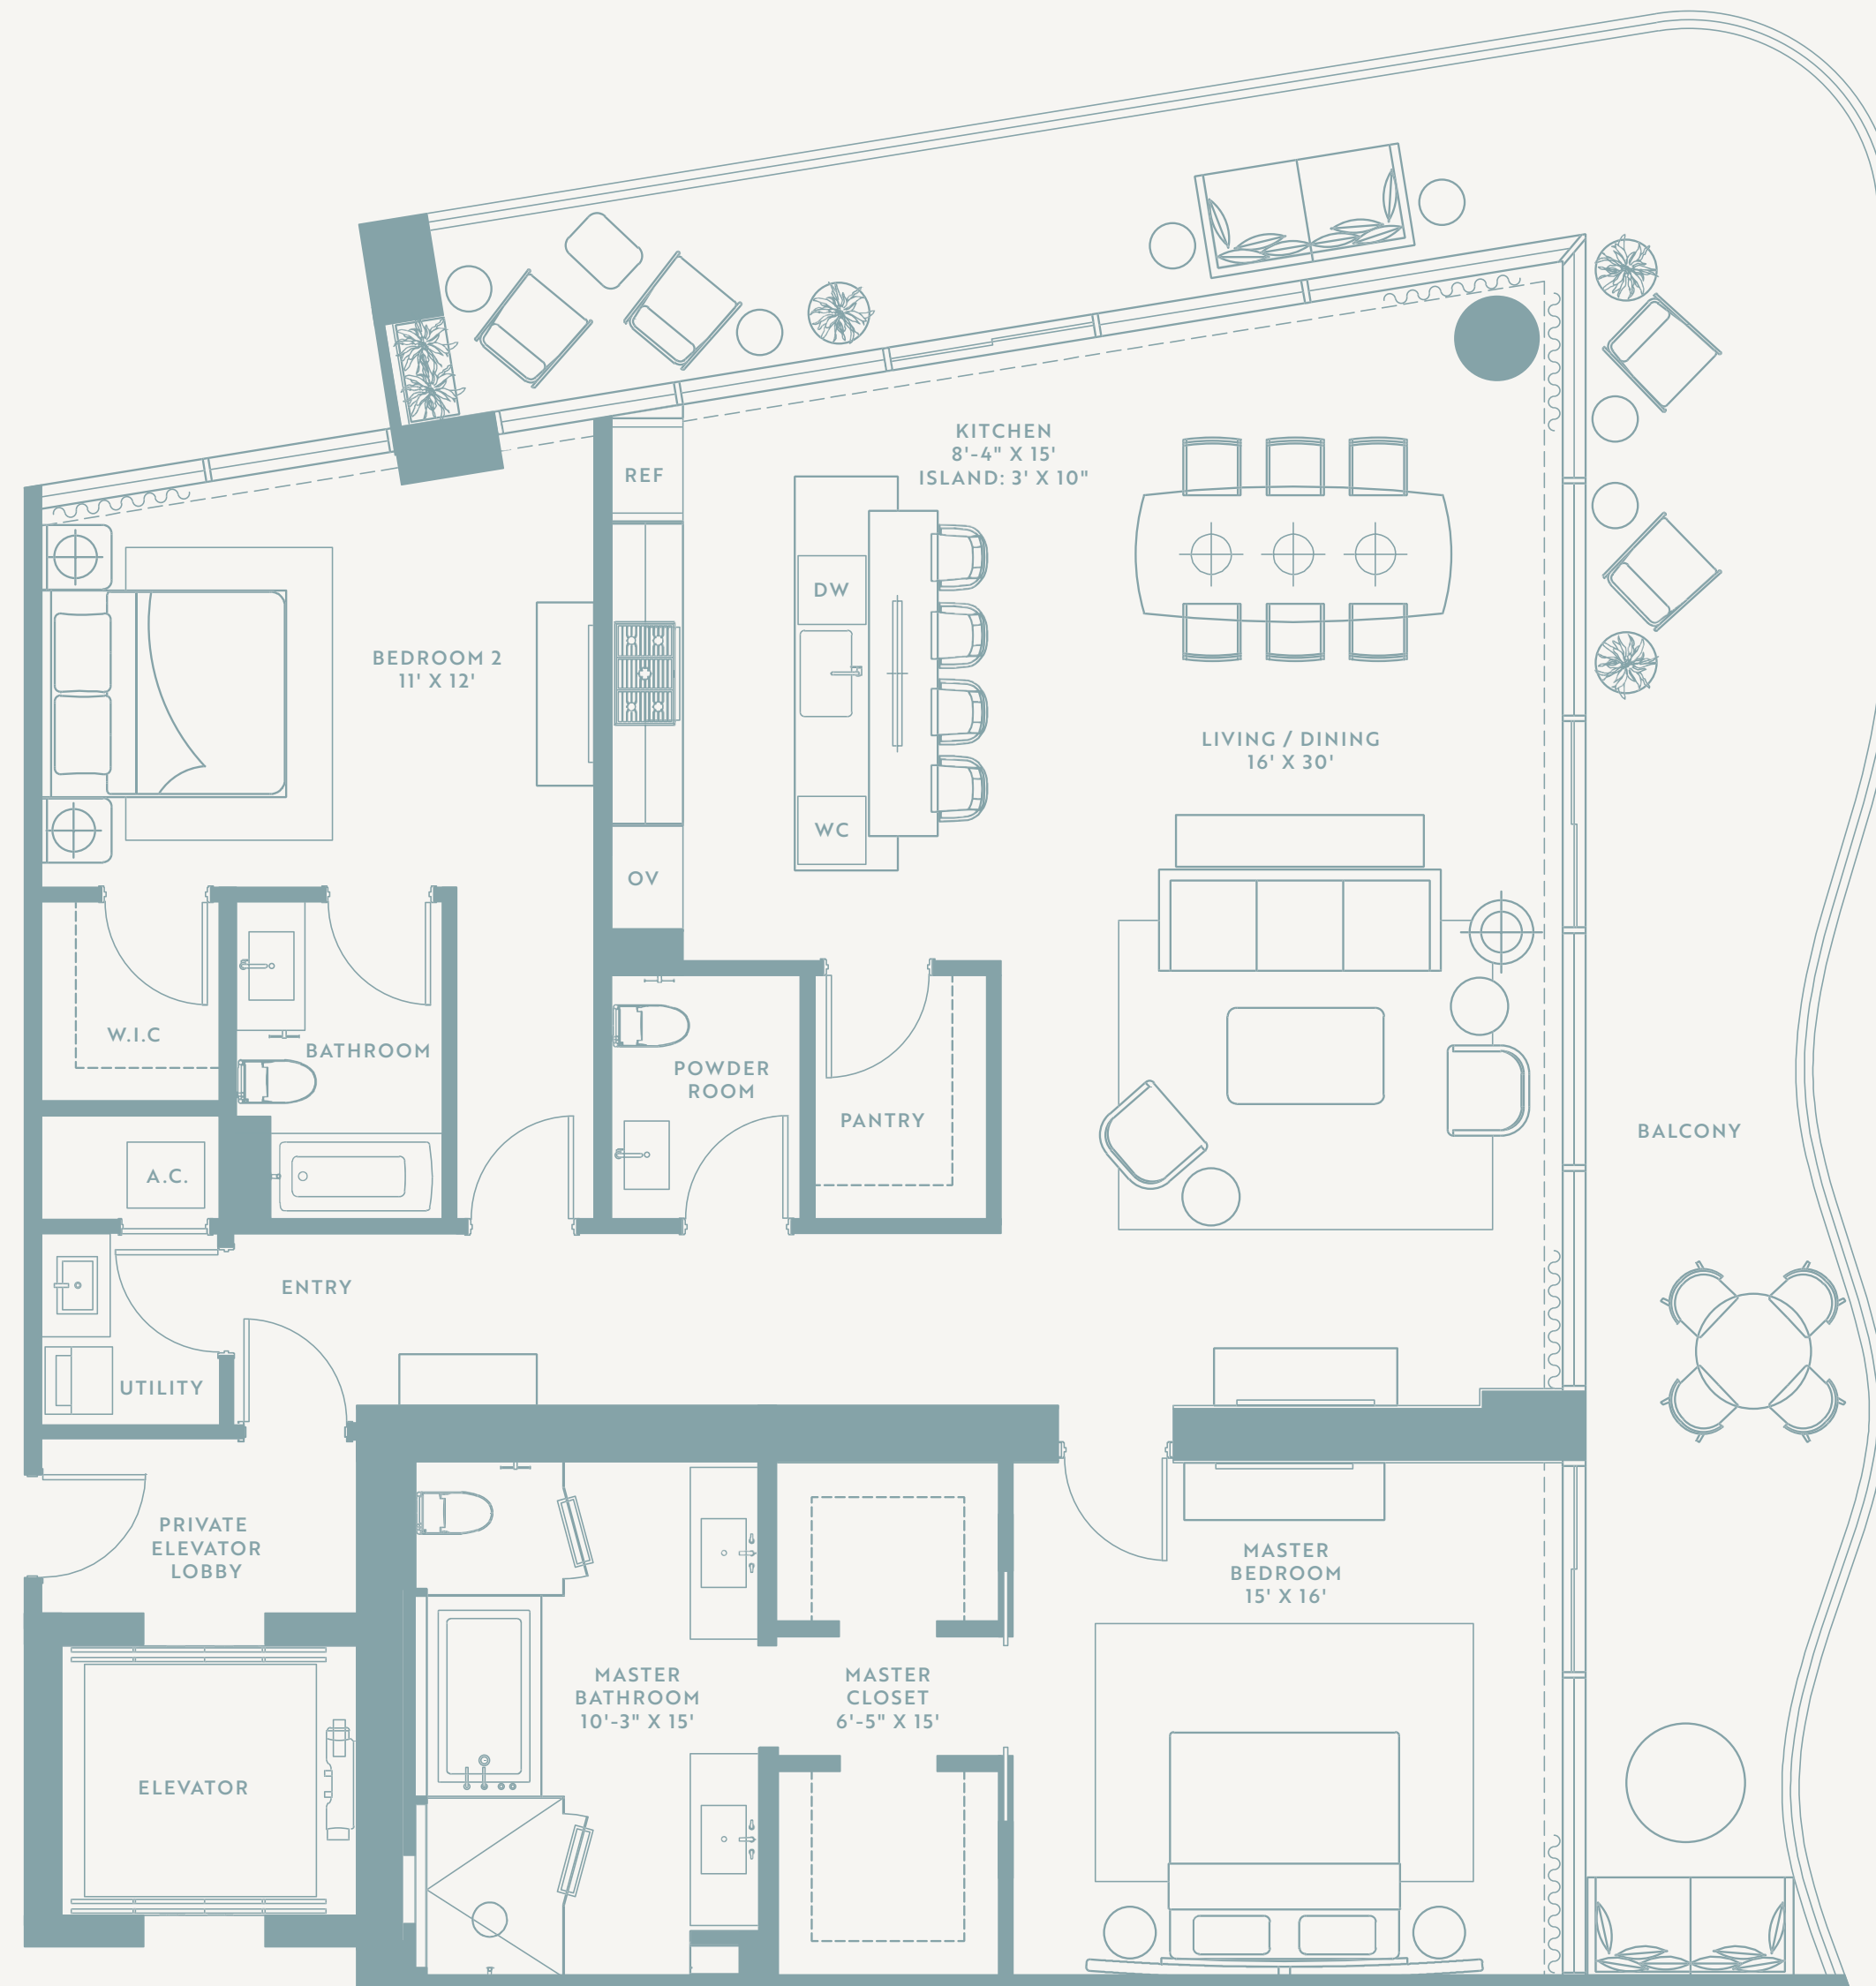 KITCHEN
8'-4" X 15'
ISLAND: 3' X 10"
REF
DW
BEDROOM 2
11' X 12'
LIVING / DINING
16' X 30'
WC
OV
W.I.C
BATHROOM
POWDER
ROOM
PANTRY
BALCONY
A.C.
ENTRY
UTILITY
PRIVATE
ELEVATOR
LOBBY
MASTER
BEDROOM
15' X 16'
MASTER
BATHROOM
10'-3" X 15'
MASTER
CLOSET
6'-5" X 15'
ELEVATOR